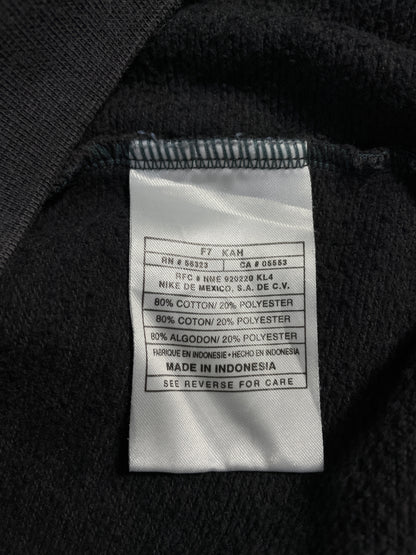 F7 KAH
RN # 56323 CA # 05553
RFC # NME 920220 KL4
NIKE DE MEXICO, S.A. DE C.V.
80% COTTON/ 20% POLYESTER
80% COTON/ 20% POLYESTER
80% ALGODON/ 20% POLYESTER
FABRIQUE EN INDONESIE • HECHO EN INDONESIA
MADE IN INDONESIA
SEE REVERSE FOR CARE